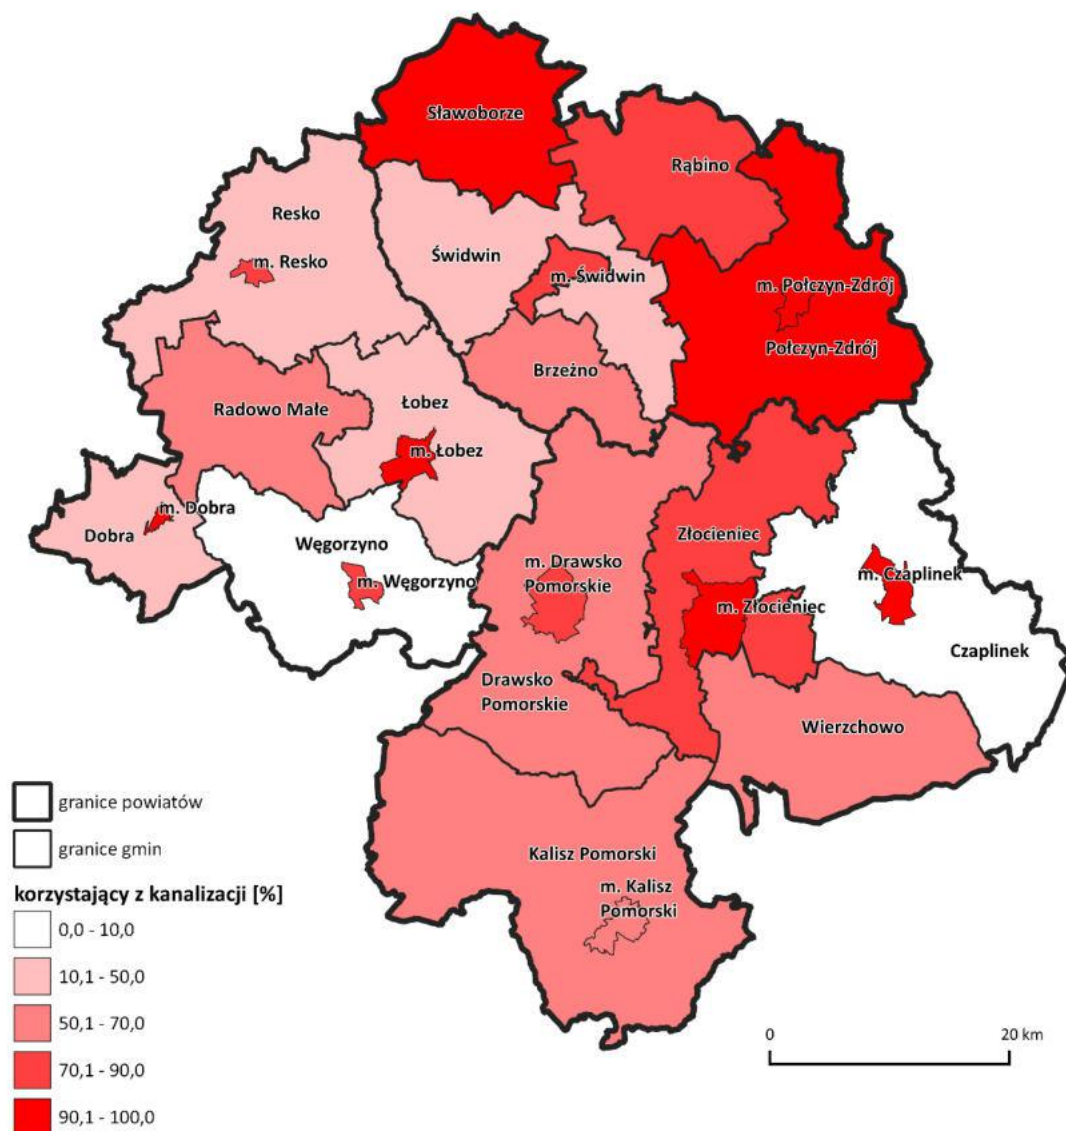 Sławoborze
Rąbino
Resko
m. Resko
Świdwin
m. Świdwin
m. Połczyn-Zdrój
Połczyn-Zdrój
Brzeżno
Radowo Małe
Łobez
m. Łobez
m. Dobra
Dobra
Węgorzyno
m. Węgorzyno
m. Drawsko
Pomorskie
Złocieniec
m. Złocieniec
m. Czaplinek
Czaplinek
Drawsko
Pomorskie
Wierzchowo
Kalisz Pomorski
m. Kalisz
Pomorski
granice powiatów
granice gmin
korzystający z kanalizacji [%]
0,0 - 10,0
10,1 - 50,0
50,1 - 70,0
70,1 - 90,0
90,1 - 100,0
0 20 km